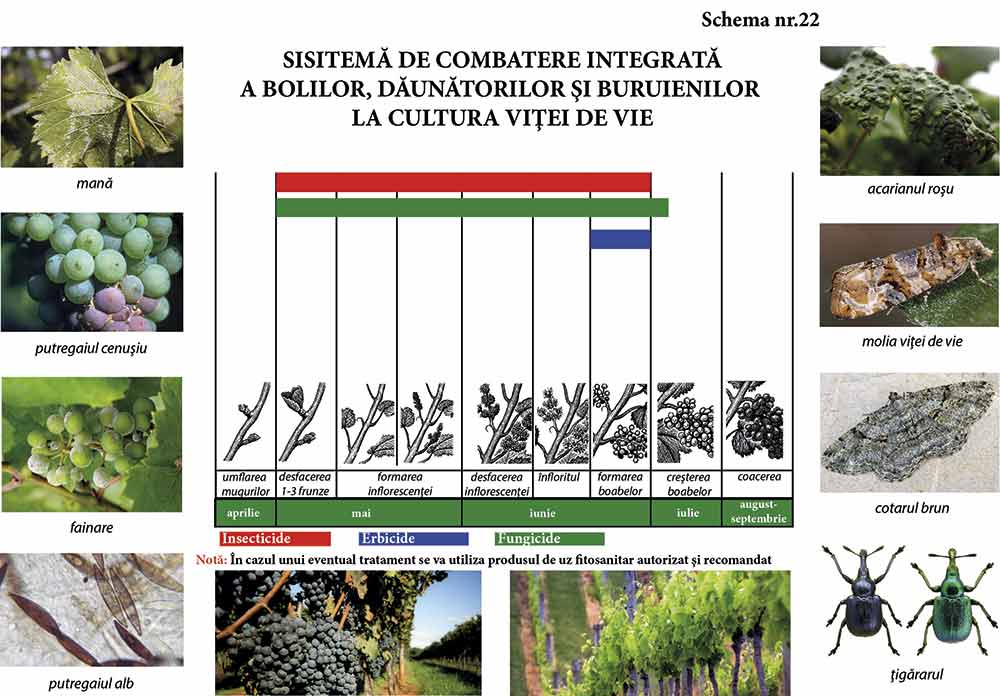 Schema nr.22
SISITEMĂ DE COMBATERE INTEGRATĂ
A BOLILOR, DĂUNĂTORILOR ŞI BURUIENILOR
LA CULTURA VIŢEI DE VIE
mană
putregaiul cenuşiu
fainare
putregaiul alb
umflarea
mugurilor
desfacerea
1-3 frunze
formarea
inflorescenţei
desfacerea
inflorescenţei
înfloritul
formarea
boabelor
creşterea
boabelor
coacerea
aprilie
mai
iunie
iulie
august-
septembrie
Insecticide
Erbicide
Fungicide
Notă: În cazul unui eventual tratament se va utiliza produsul de uz fitosanitar autorizat și recomandat
acarianul roşu
molia viţei de vie
cotarul brun
ţigărarul